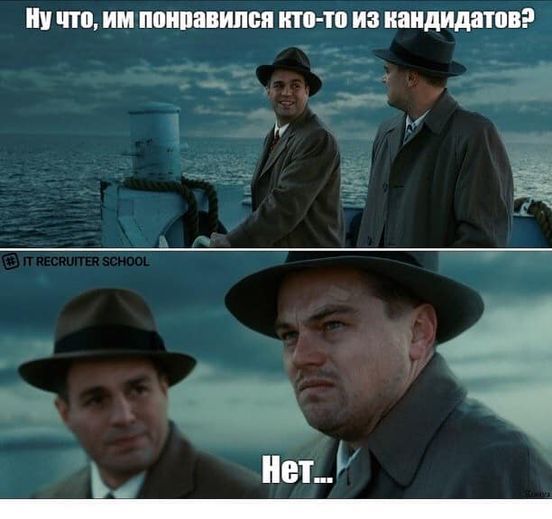 Ну что, им понравился кто-то из кандидатов?
# IT RECRUITER SCHOOL
Нет...